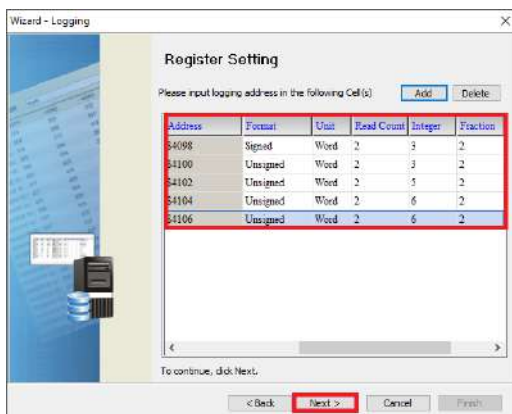 Wizard - Logging
Register Setting
Please input logging address in the following Cell(s) Add Delete
Address Format Unit Read Count Integer Fraction
$4098 Signed Word 2 3 2
$4100 Unsigned Word 2 3 2
$4102 Unsigned Word 2 5 2
$4104 Unsigned Word 2 6 2
$4106 Unsigned Word 2 6 2
To continue, click Next.
< Back Next > Cancel Finish